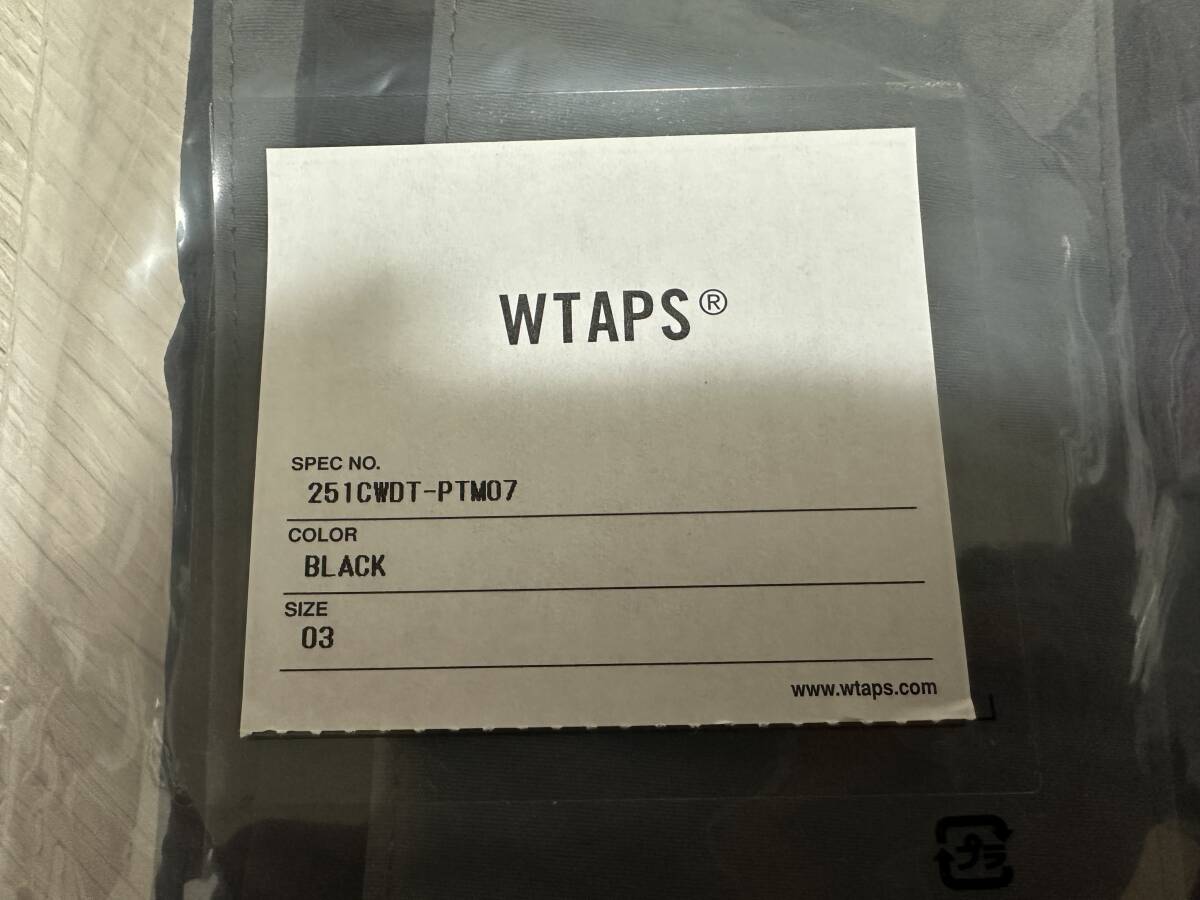 WTAPS®
SPEC NO.
251CWDT-PTM07
COLOR
BLACK
SIZE
03
www.wtaps.com
プラ